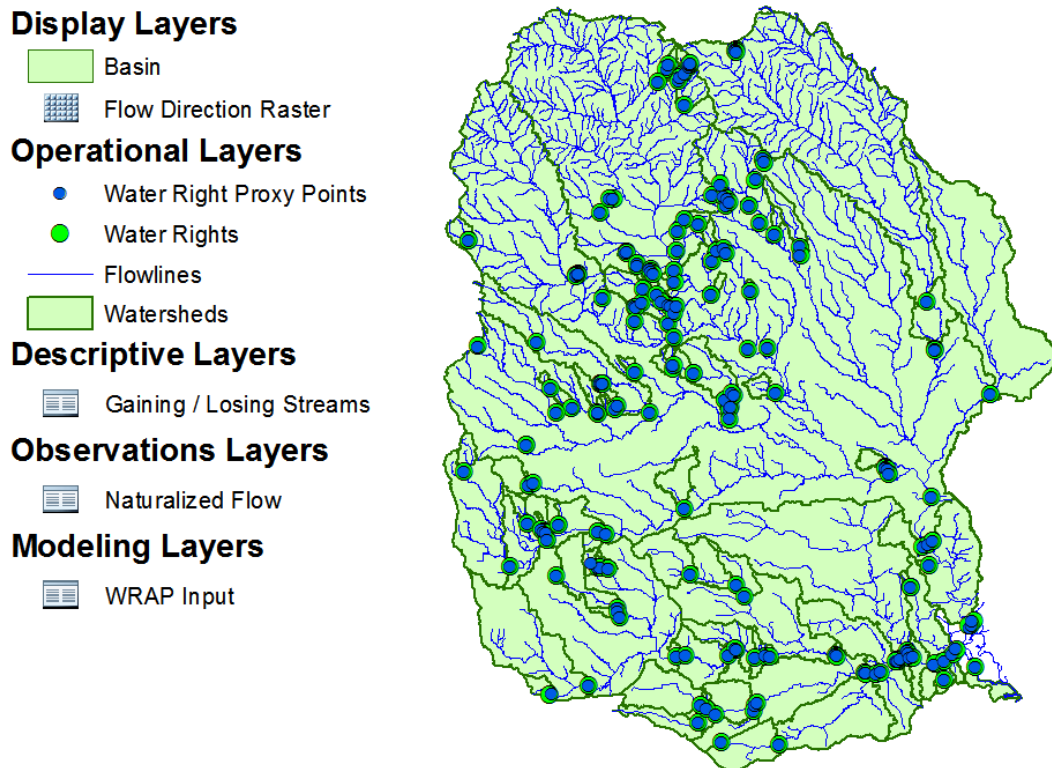 Display Layers
Basin
Flow Direction Raster
Operational Layers
Water Right Proxy Points
Water Rights
Flowlines
Watersheds
Descriptive Layers
Gaining / Losing Streams
Observations Layers
Naturalized Flow
Modeling Layers
WRAP Input